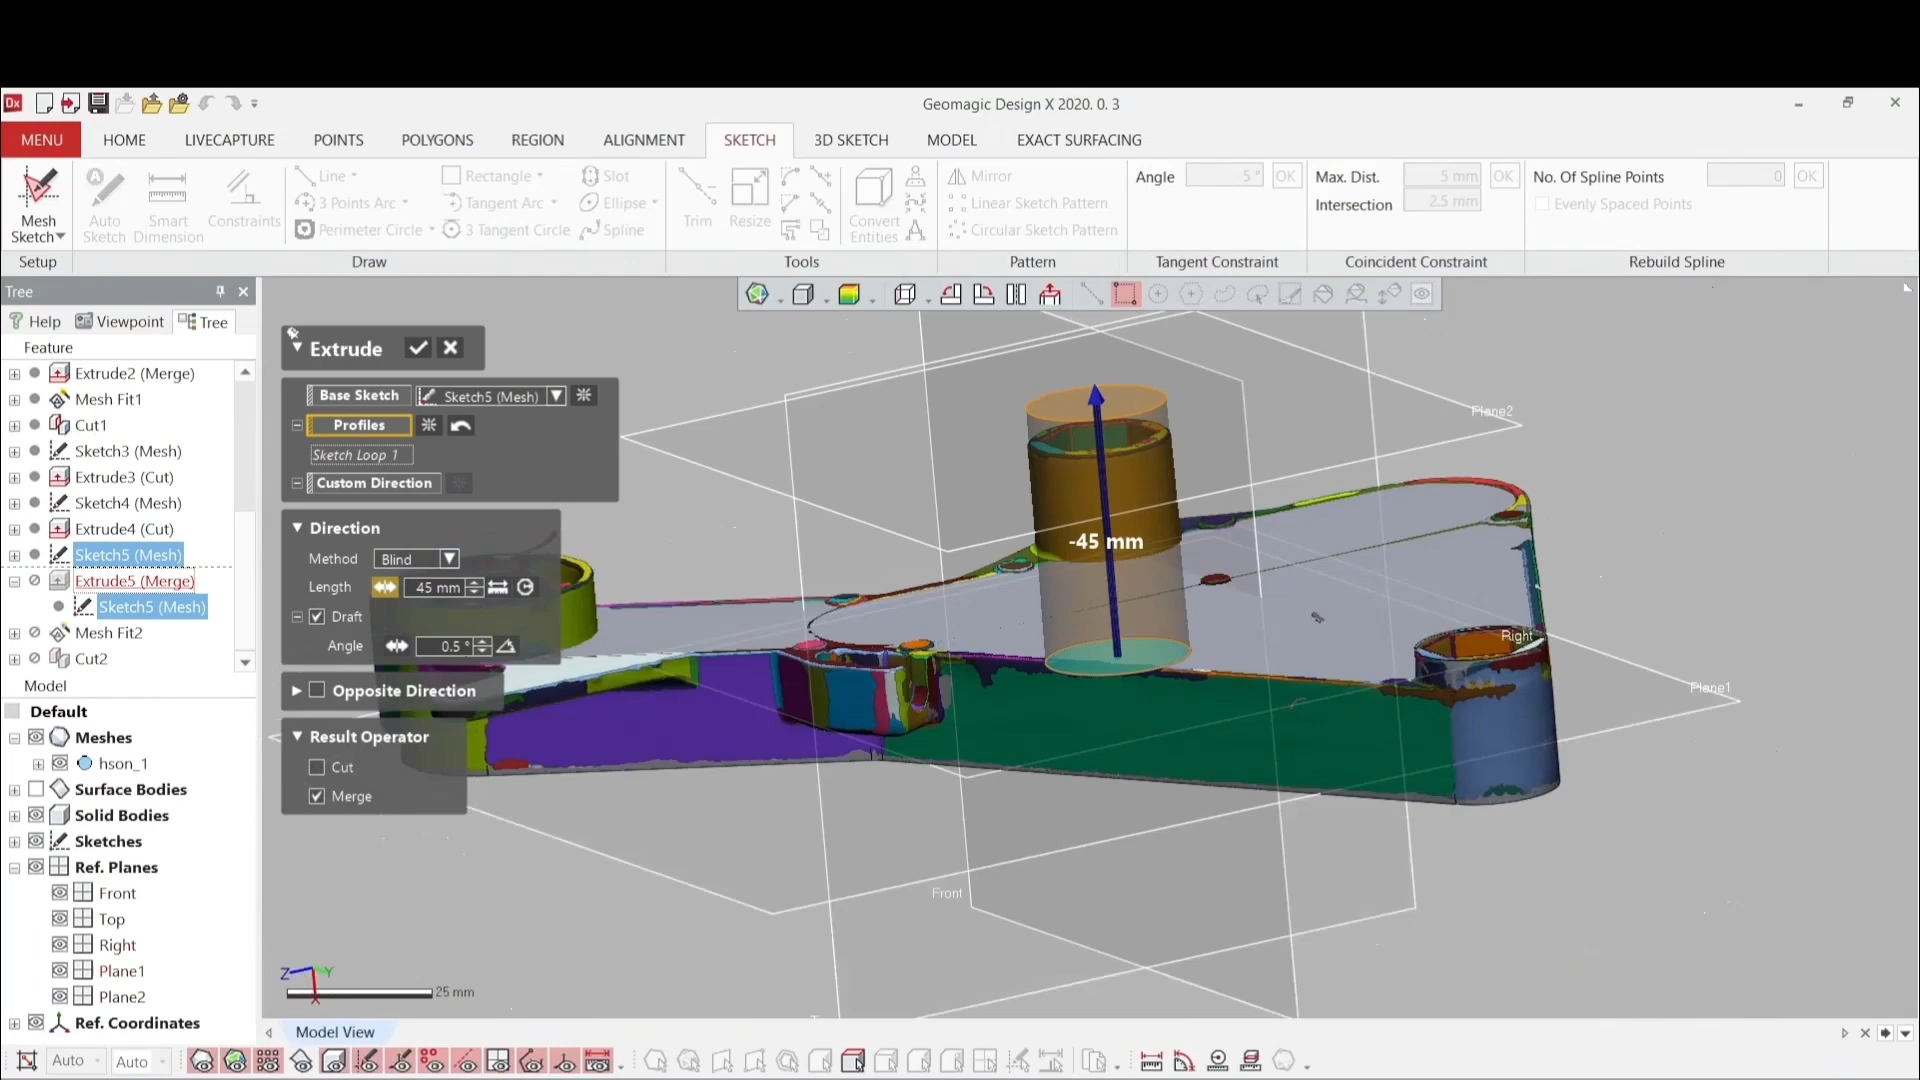 Dx
Geomagic Design X 2020. 0. 3
MENU HOME LIVECAPTURE POINTS POLYGONS REGION ALIGNMENT SKETCH 3D SKETCH MODEL EXACT SURFACING
Mesh
Sketch
Auto
Sketch
Smart
Dimension
Constraints
Line
Rectangle
Slot
3 Points Arc
Tangent Arc
Ellipse
Perimeter Circle
3 Tangent Circle
Spline
Trim
Resize
Convert
Entities
Mirror
Linear Sketch Pattern
Circular Sketch Pattern
Angle 5 ° OK
Max. Dist. 5 mm OK
Intersection 2.5 mm
No. Of Spline Points 0 OK
Evenly Spaced Points
Setup Draw Tools Pattern Tangent Constraint Coincident Constraint Rebuild Spline
Tree
Help Viewpoint Tree
Feature
Extrude2 (Merge)
Mesh Fit1
Cut1
Sketch3 (Mesh)
Extrude3 (Cut)
Sketch4 (Mesh)
Extrude4 (Cut)
Sketch5 (Mesh)
Extrude5 (Merge)
Sketch5 (Mesh)
Mesh Fit2
Cut2
Model
Default
Meshes
hson_1
Surface Bodies
Solid Bodies
Sketches
Ref. Planes
Front
Top
Right
Plane1
Plane2
Ref. Coordinates
Extrude
Base Sketch Sketch5 (Mesh)
Profiles
Sketch Loop 1
Custom Direction
Direction
Method Blind
Length 45 mm
Draft
Angle 0.5 °
Opposite Direction
Result Operator
Cut
Merge
Plane2
-45 mm
Right
Plane1
Front
Z Y
X
25 mm
Model View
Auto Auto